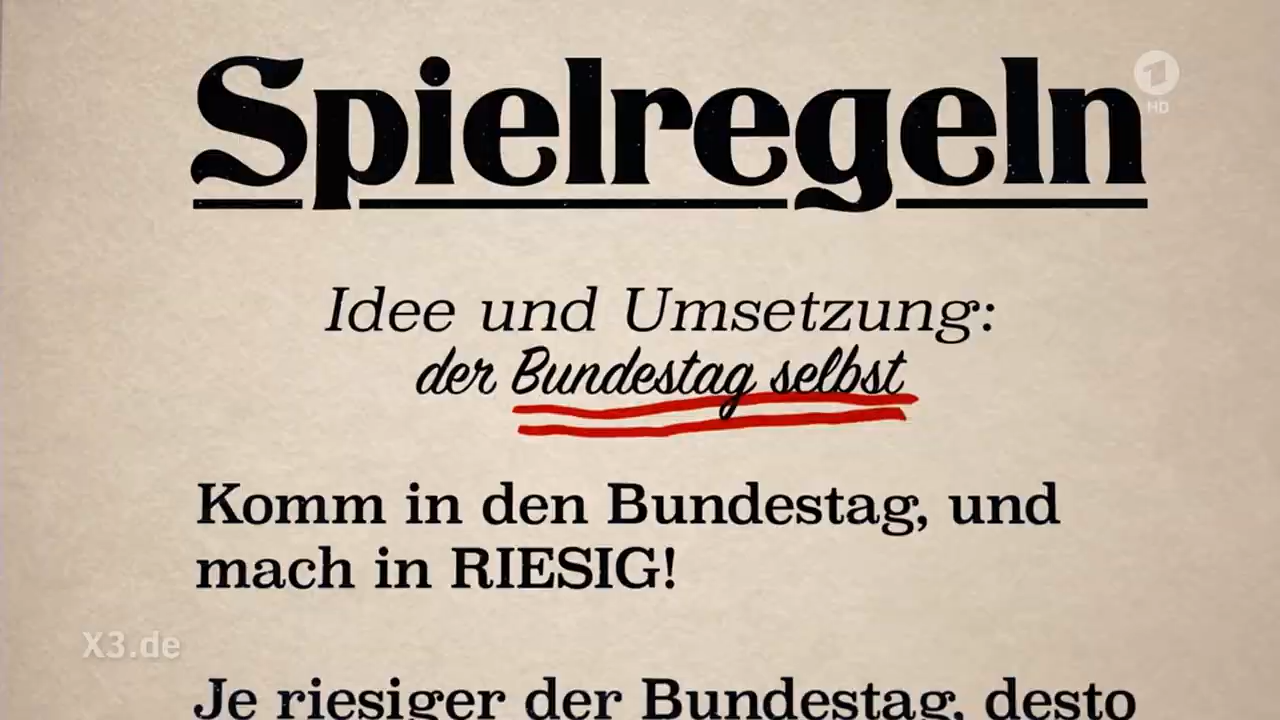 Spielregeln
1
HD
Idee und Umsetzung:
der Bundestag selbst
Komm in den Bundestag, und
mach in RIESIG!
X3.de
Je riesiger der Bundestag, desto